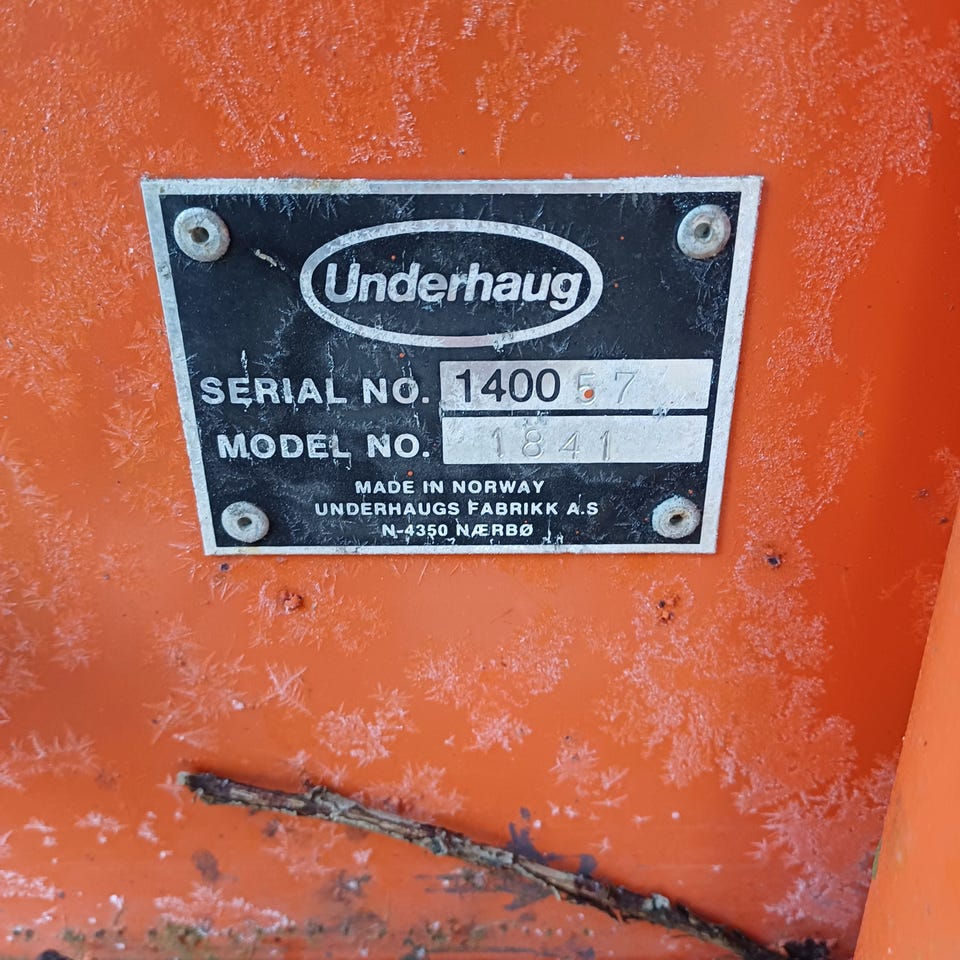 Underhaug
SERIAL NO. 140057
MODEL NO. 1841
MADE IN NORWAY
UNDERHAUGS FABRIKK A.S
N-4350 NÆRBØ